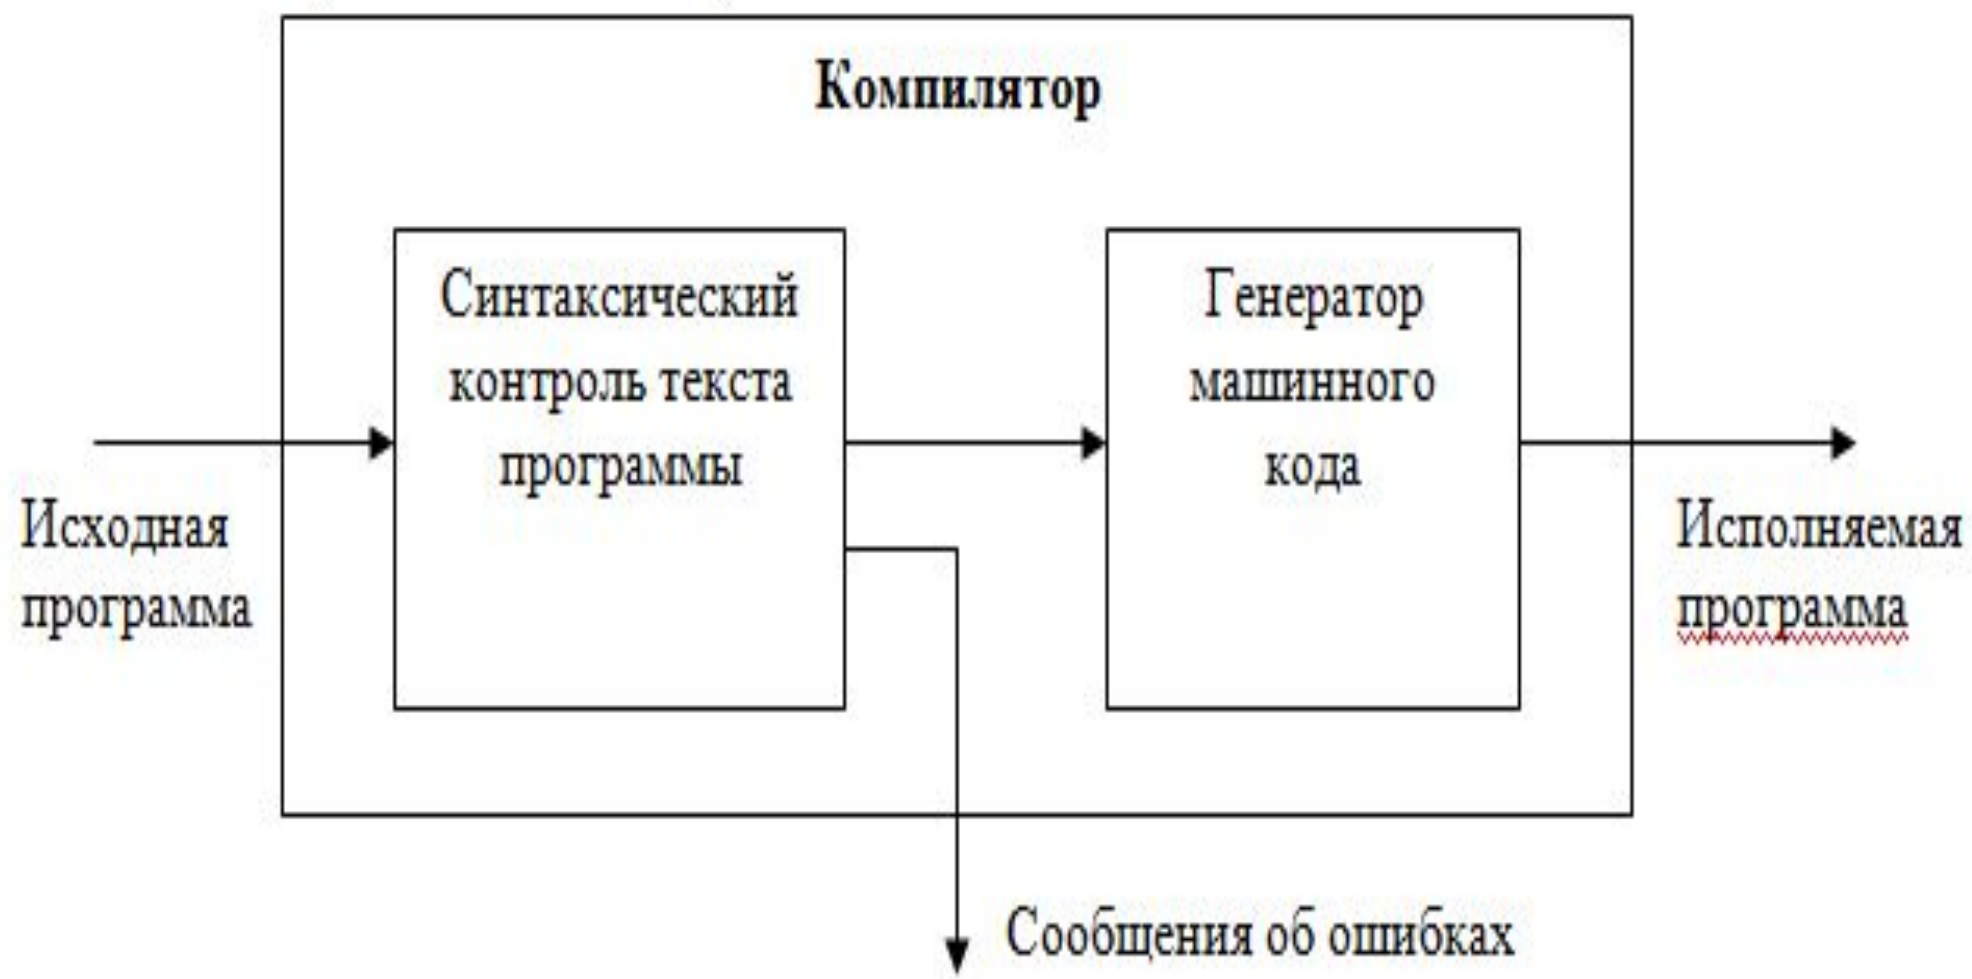 Компилятор
Синтаксический
контроль текста
программы
Генератор
машинного
кода
Исходная
программа
Исполняемая
программа
Сообщения об ошибках